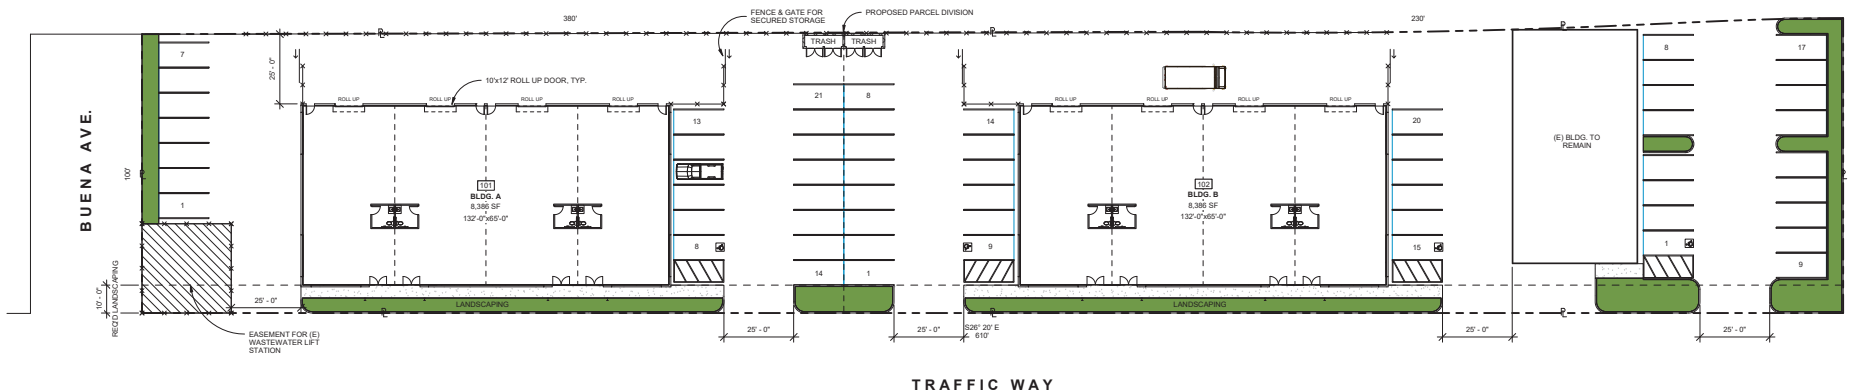 380'
FENCE & GATE FOR
SECURED STORAGE
PROPOSED PARCEL DIVISION
230'
TRASH
TRASH
7
8
17
25' - 0"
10'x12' ROLL UP DOOR, TYP.
ROLL UP
ROLL UP
ROLL UP
ROLL UP
21
8
ROLL UP
ROLL UP
ROLL UP
ROLL UP
13
14
20
(E) BLDG. TO
REMAIN
BUENA AVE.
100'
101
BLDG. A
8,386 SF
132'-0"x65'-0"
102
BLDG. B
8,386 SF
132'-0"x65'-0"
1
8
9
15
1
14
1
9
10' - 0"
REQ'D LANDSCAPING
25' - 0"
LANDSCAPING
LANDSCAPING
EASEMENT FOR (E)
WASTEWATER LIFT
STATION
25' - 0"
25' - 0"
S26° 20' E
610'
25' - 0"
25' - 0"
TRAFFIC WAY